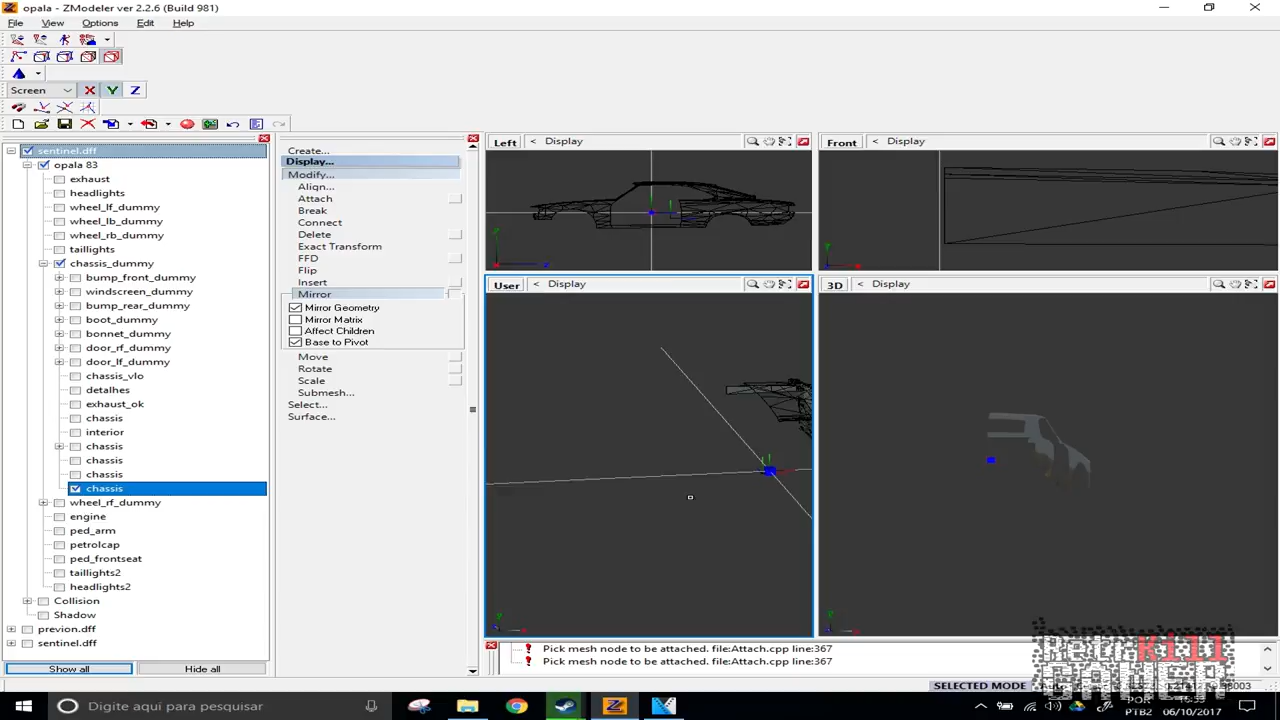 opala - ZModeler ver 2.2.6 (Build 981)
File View Options Edit Help
Screen X Y Z
sentinel.dff
opala 83
exhaust
headlights
wheel_lf_dummy
wheel_lb_dummy
wheel_rb_dummy
taillights
chassis_dummy
bump_front_dummy
windscreen_dummy
bump_rear_dummy
boot_dummy
bonnet_dummy
door_rf_dummy
door_lf_dummy
chassis_vlo
detalhes
exhaust_ok
chassis
interior
chassis
chassis
chassis
chassis
wheel_rf_dummy
engine
ped_arm
petrolcap
ped_frontseat
taillights2
headlights2
Collision
Shadow
previon.dff
sentinel.dff
Show all Hide all
Create...
Display...
Modify...
Align...
Attach
Break
Connect
Delete
Exact Transform
FFD
Flip
Insert
Mirror
Mirror Geometry
Mirror Matrix
Affect Children
Base to Pivot
Move
Rotate
Scale
Submesh...
Select...
Surface...
Left < Display
Front < Display
User < Display
3D < Display
Pick mesh node to be attached. file:Attach.cpp line:367
Pick mesh node to be attached. file:Attach.cpp line:367
SELECTED MODE
Digite aqui para pesquisar
POR
PTB2
06/10/2017